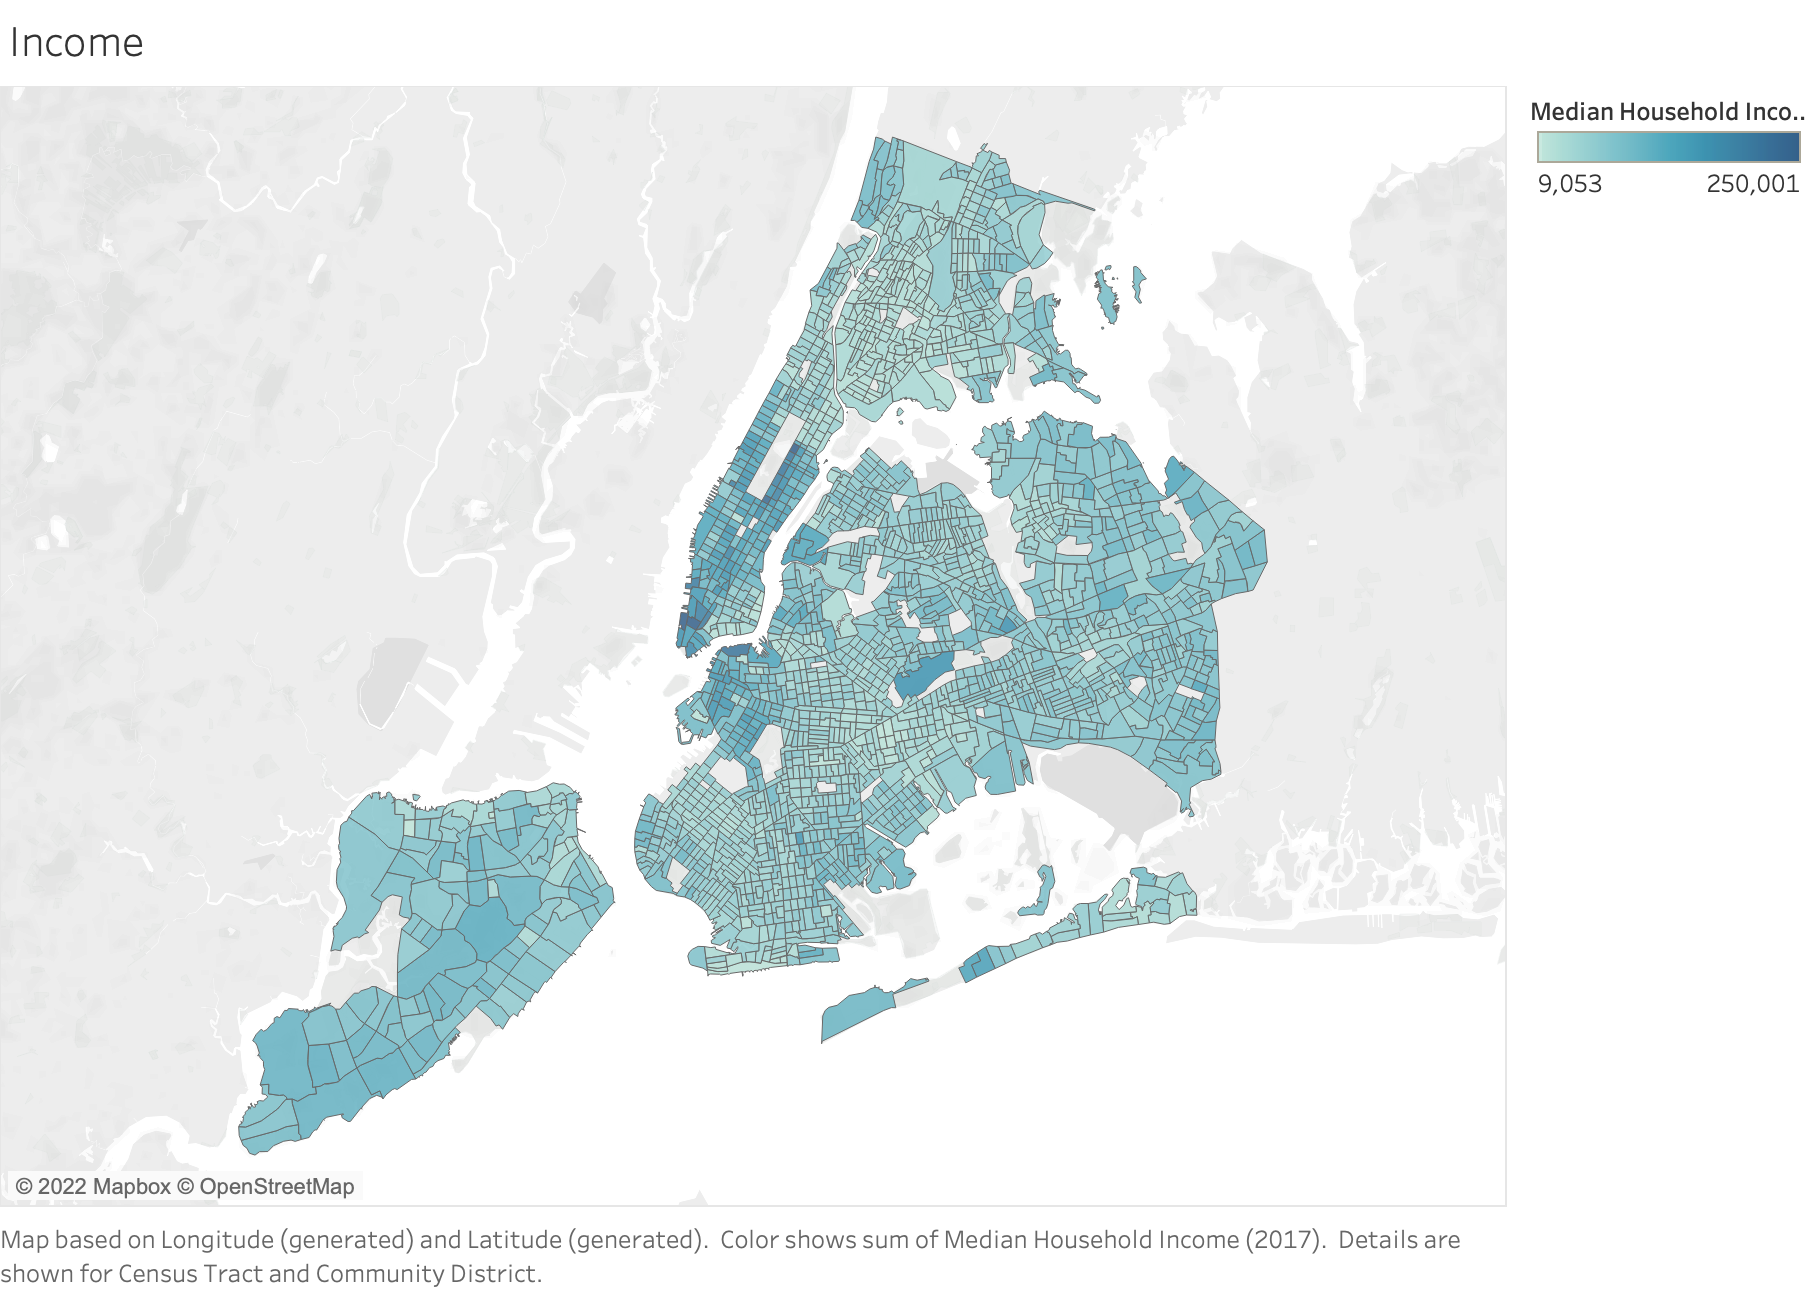 Income
Median Household Inco..
9,053 250,001
© 2022 Mapbox © OpenStreetMap
Map based on Longitude (generated) and Latitude (generated).  Color shows sum of Median Household Income (2017).  Details are
shown for Census Tract and Community District.